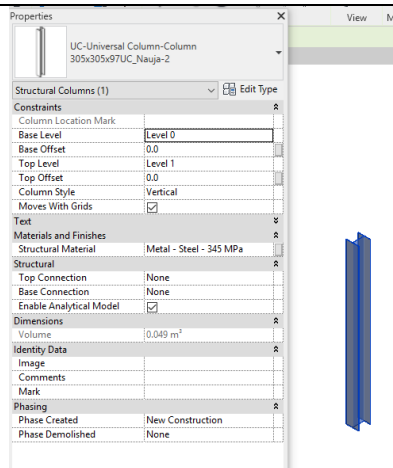 Properties
View
UC-Universal Column-Column
305x305x97UC_Nauja-2
Structural Columns (1)
Edit Type
Constraints
Column Location Mark
Base Level Level 0
Base Offset 0.0
Top Level Level 1
Top Offset 0.0
Column Style Vertical
Moves With Grids
Text
Materials and Finishes
Structural Material Metal - Steel - 345 MPa
Structural
Top Connection None
Base Connection None
Enable Analytical Model
Dimensions
Volume 0.049 m³
Identity Data
Image
Comments
Mark
Phasing
Phase Created New Construction
Phase Demolished None